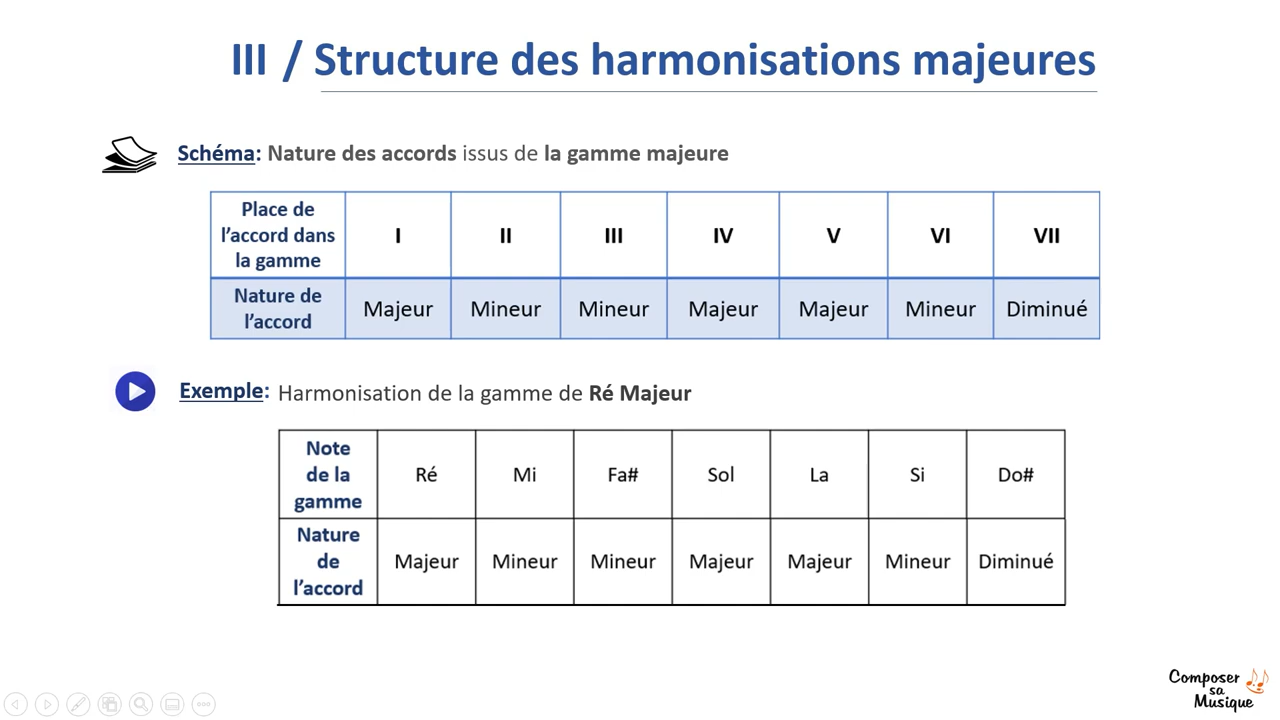 III / Structure des harmonisations majeures
Schéma: Nature des accords issus de la gamme majeure
Place de
l'accord dans
la gamme
I II III IV V VI VII
Nature de
l'accord
Majeur Mineur Mineur Majeur Majeur Mineur Diminué
Exemple: Harmonisation de la gamme de Ré Majeur
Note
de la
gamme
Ré Mi Fa# Sol La Si Do#
Nature
de
l'accord
Majeur Mineur Mineur Majeur Majeur Mineur Diminué
Composer
sa
Musique